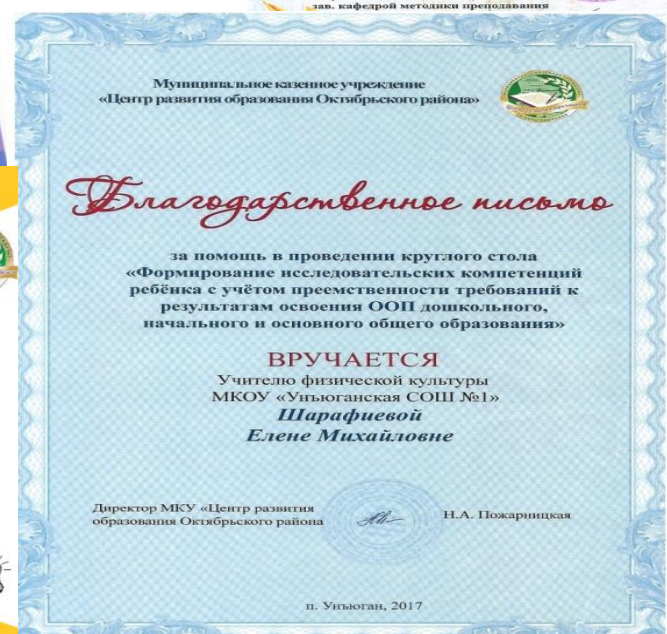 зав. кафедрой методики преподавания
Муниципальное казенное учреждение
«Центр развития образования Октябрьского района»
Благодарственное письмо
за помощь в проведении круглого стола
«Формирование исследовательских компетенций
ребёнка с учётом преемственности требований к
результатам освоения ООП дошкольного,
начального и основного общего образования»
ВРУЧАЕТСЯ
Учителю физической культуры
МКОУ «Унъюганская СОШ №1»
Шарафиевой
Елене Михайловне
Директор МКУ «Центр развития
образования Октябрьского района
Н.А. Пожарницкая
п. Унъюган, 2017